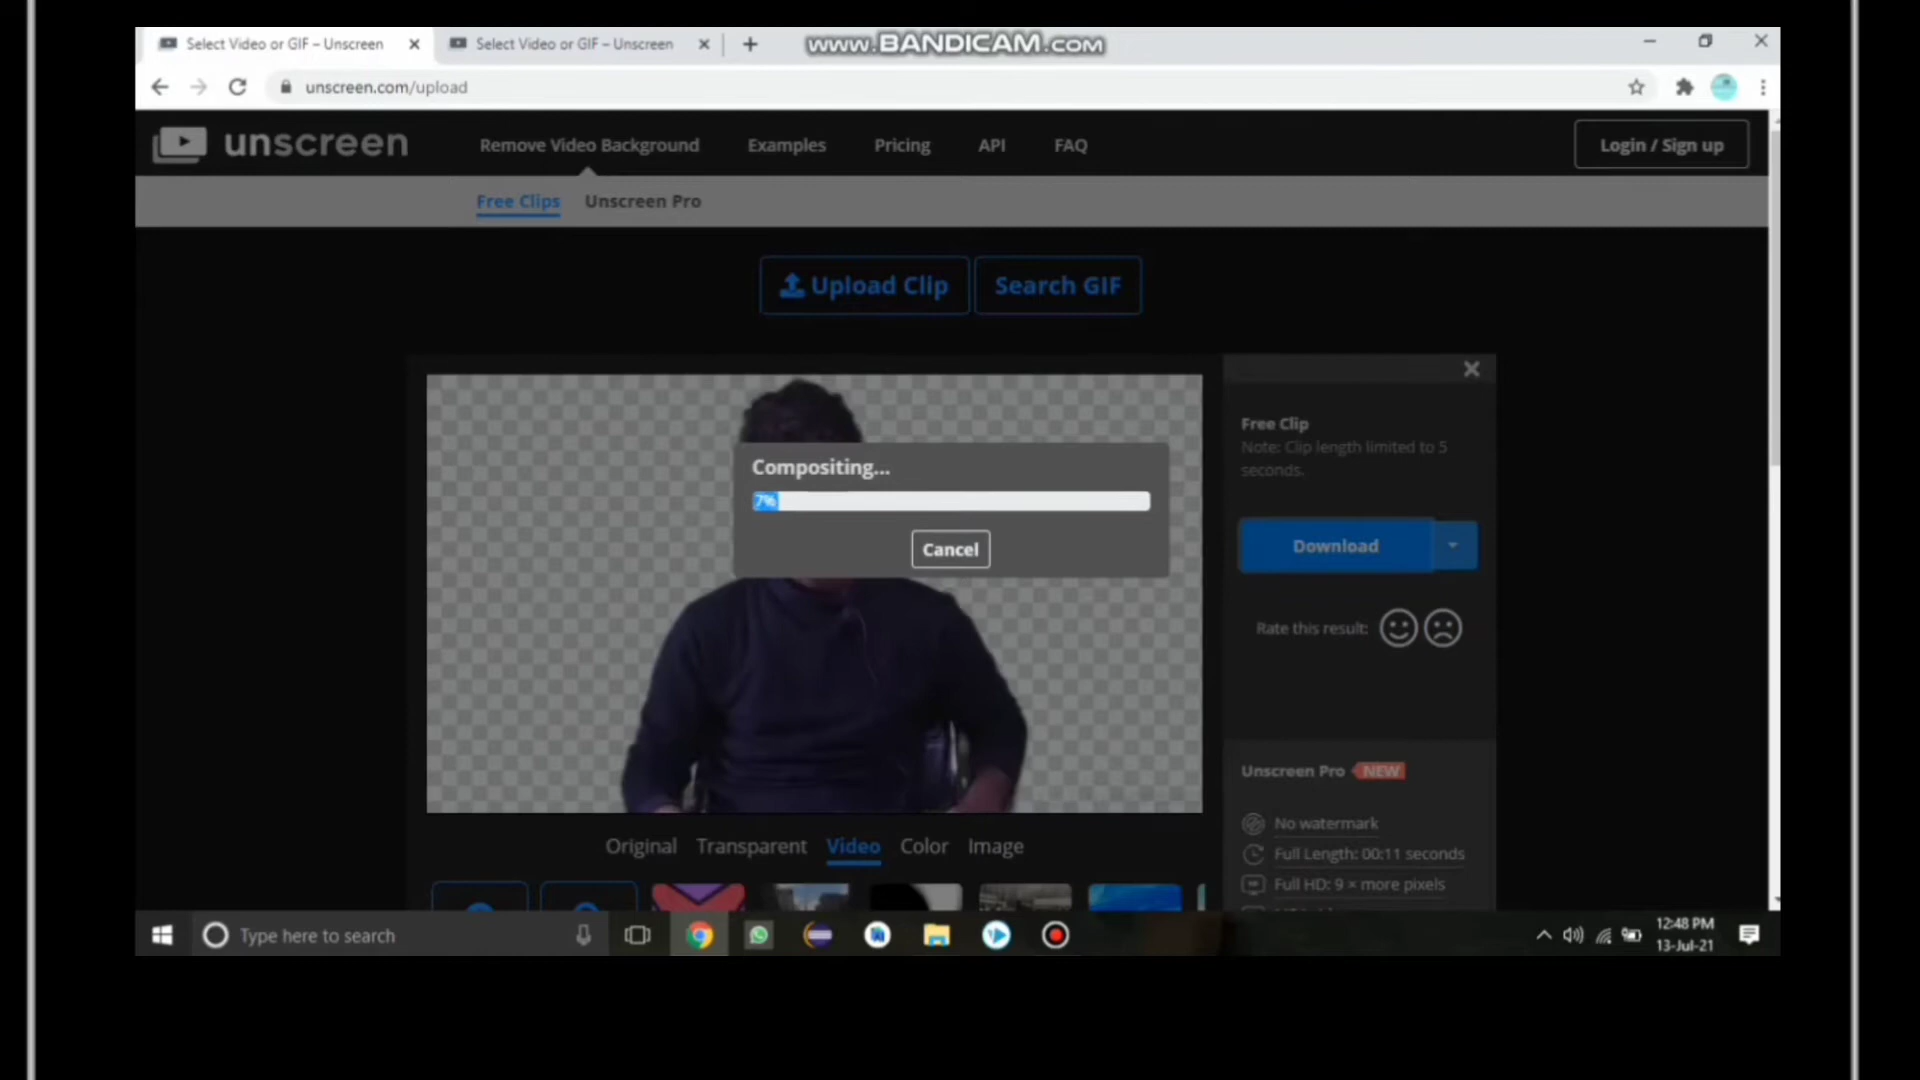 Select Video or GIF – Unscreen
Select Video or GIF – Unscreen
www.BANDICAM.com
unscreen.com/upload
unscreen
Remove Video Background
Examples
Pricing
API
FAQ
Login / Sign up
Free Clips
Unscreen Pro
Upload Clip
Search GIF
Compositing...
7%
Cancel
Free Clip
Note: Clip length limited to 5
seconds.
Download
Rate this result:
Unscreen Pro NEW
No watermark
Full Length: 00:11 seconds
Full HD: 9 × more pixels
Original Transparent Video Color Image
Type here to search
12:48 PM
13-Jul-21